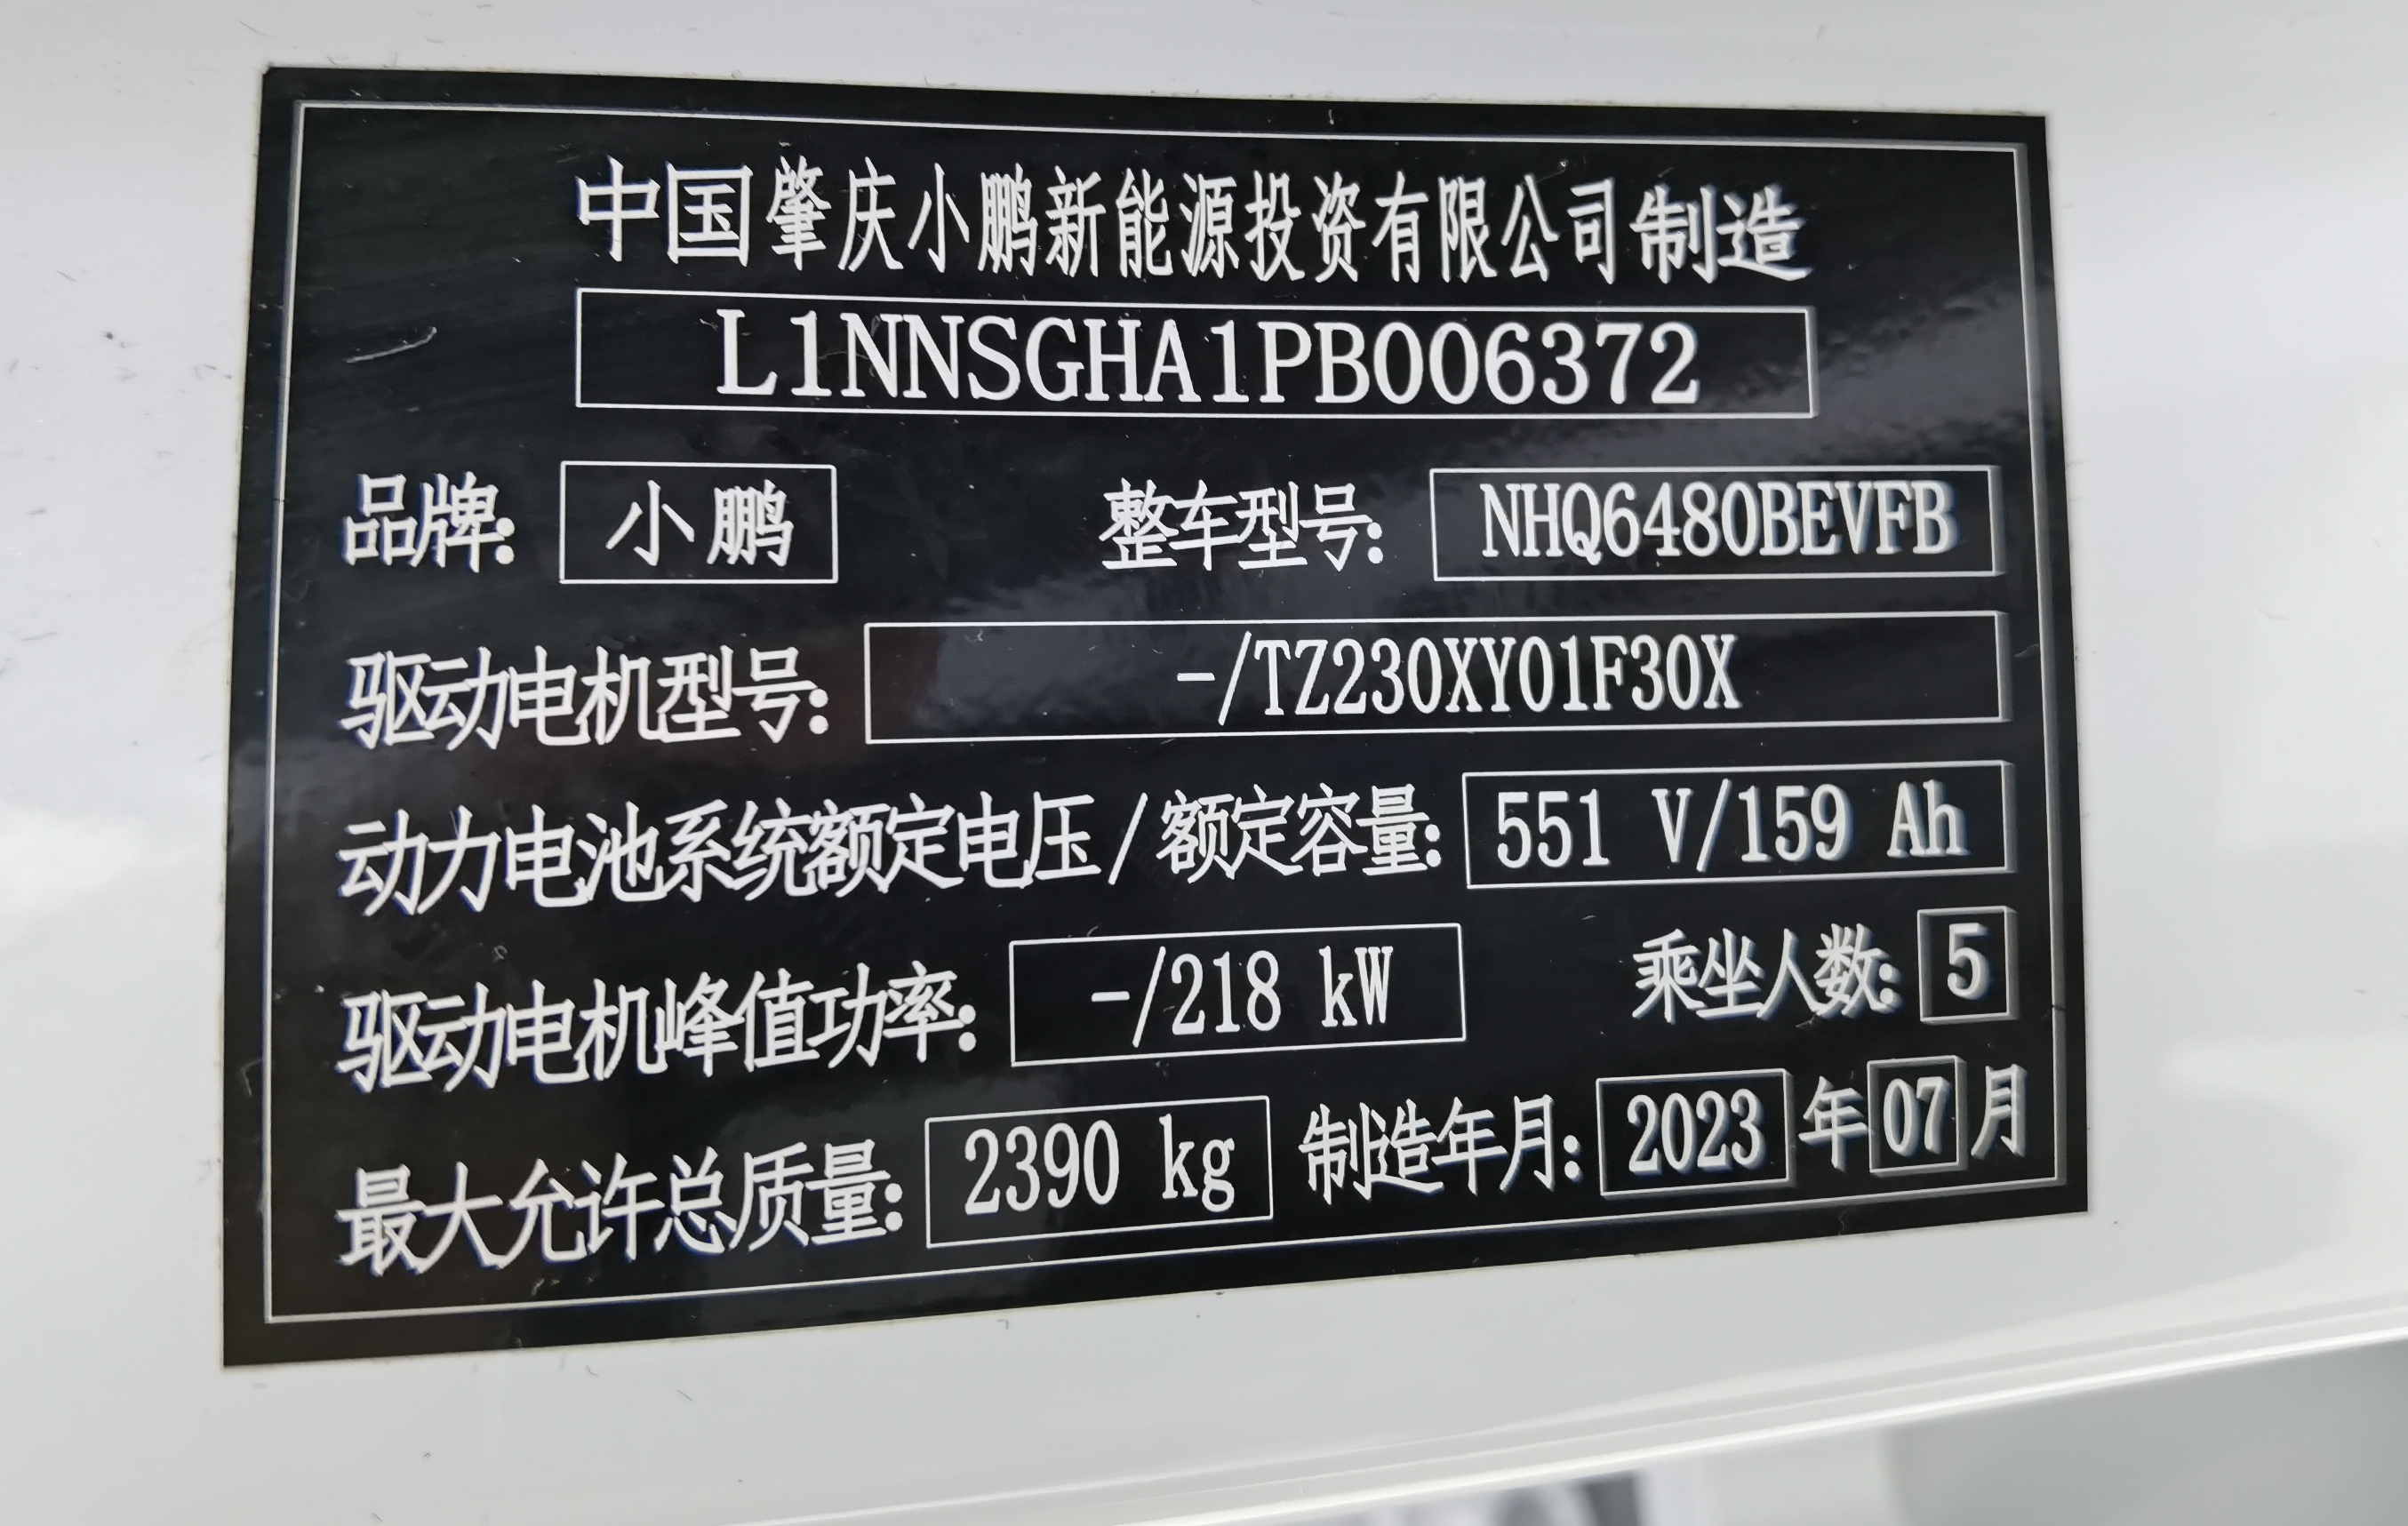 中国肇庆小鹏新能源投资有限公司制造
L1NNSGHA1PB006372
品牌: 小鹏 整车型号: NHQ6480BEVFB
驱动电机型号: -/TZ230XY01F30X
动力电池系统额定电压/额定容量: 551 V/159 Ah
驱动电机峰值功率: -/218 kW 乘坐人数: 5
最大允许总质量: 2390 kg 制造年月: 2023 年 07 月